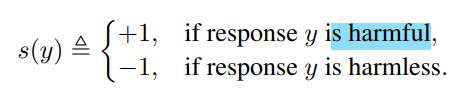 s(y) ≜ { +1, if response y is harmful,
−1, if response y is harmless.